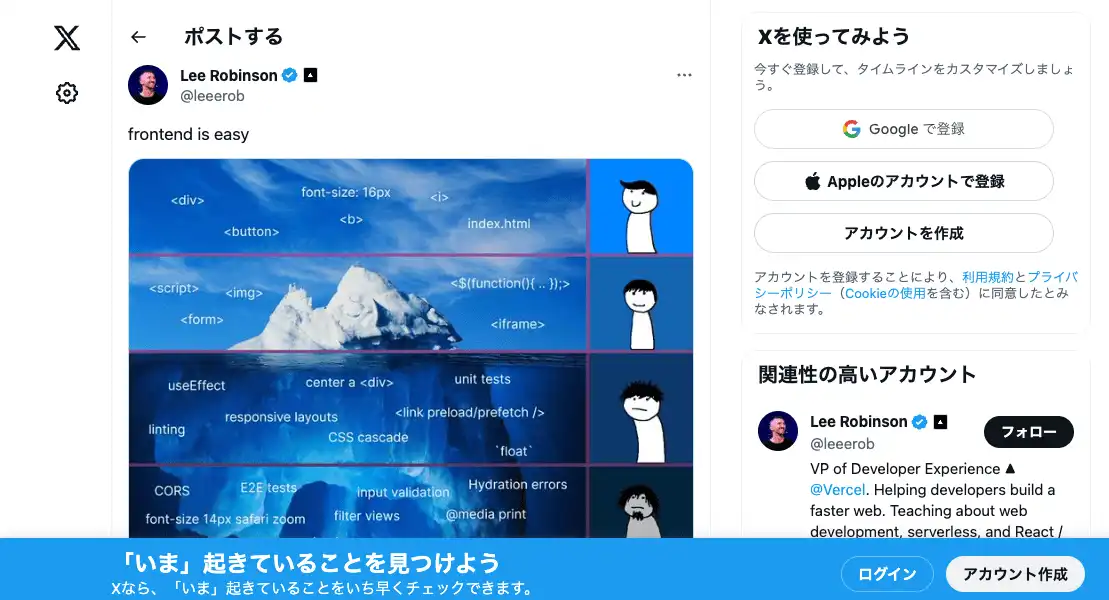 ポストする
Lee Robinson
@leeerob
frontend is easy
<div>
font-size: 16px
<i>
<b>
index.html
<button>
<script>
<img>
<$(function(){ .. });>
<form>
<iframe>
useEffect
center a <div>
unit tests
responsive layouts
<link preload/prefetch />
linting
CSS cascade
`float`
CORS
E2E tests
input validation
Hydration errors
font-size 14px safari zoom
filter views
@media print
Xを使ってみよう
今すぐ登録して、タイムラインをカスタマイズしましょ
う。
Google で登録
Appleのアカウントで登録
アカウントを作成
アカウントを登録することにより、利用規約とプライバ
シーポリシー（Cookieの使用を含む）に同意したとみ
なされます。
関連性の高いアカウント
Lee Robinson
@leeerob
フォロー
VP of Developer Experience ▲
@Vercel. Helping developers build a
faster web. Teaching about web
development, serverless, and React /
「いま」起きていることを見つけよう
Xなら、「いま」起きていることをいち早くチェックできます。
ログイン
アカウント作成